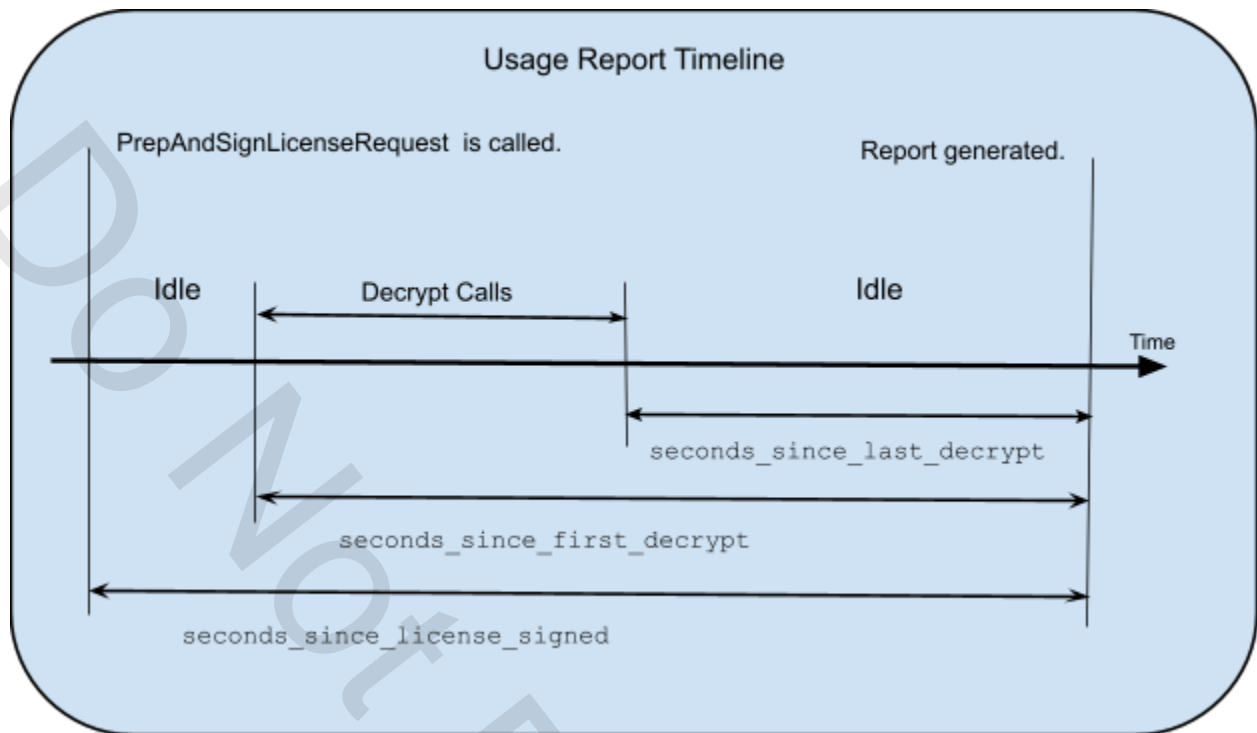 Usage Report Timeline
PrepAndSignLicenseRequest is called.
Report generated.
Idle
Decrypt Calls
Idle
Time
seconds_since_last_decrypt
seconds_since_first_decrypt
seconds_since_license_signed
Do Not